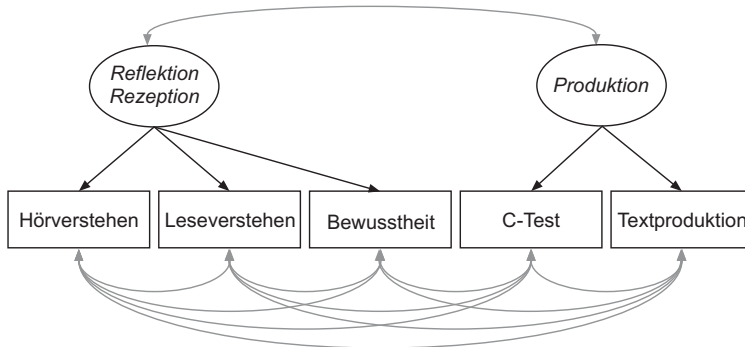 Reflektion
Rezeption
Produktion
Hörverstehen
Leseverstehen
Bewusstheit
C-Test
Textproduktion